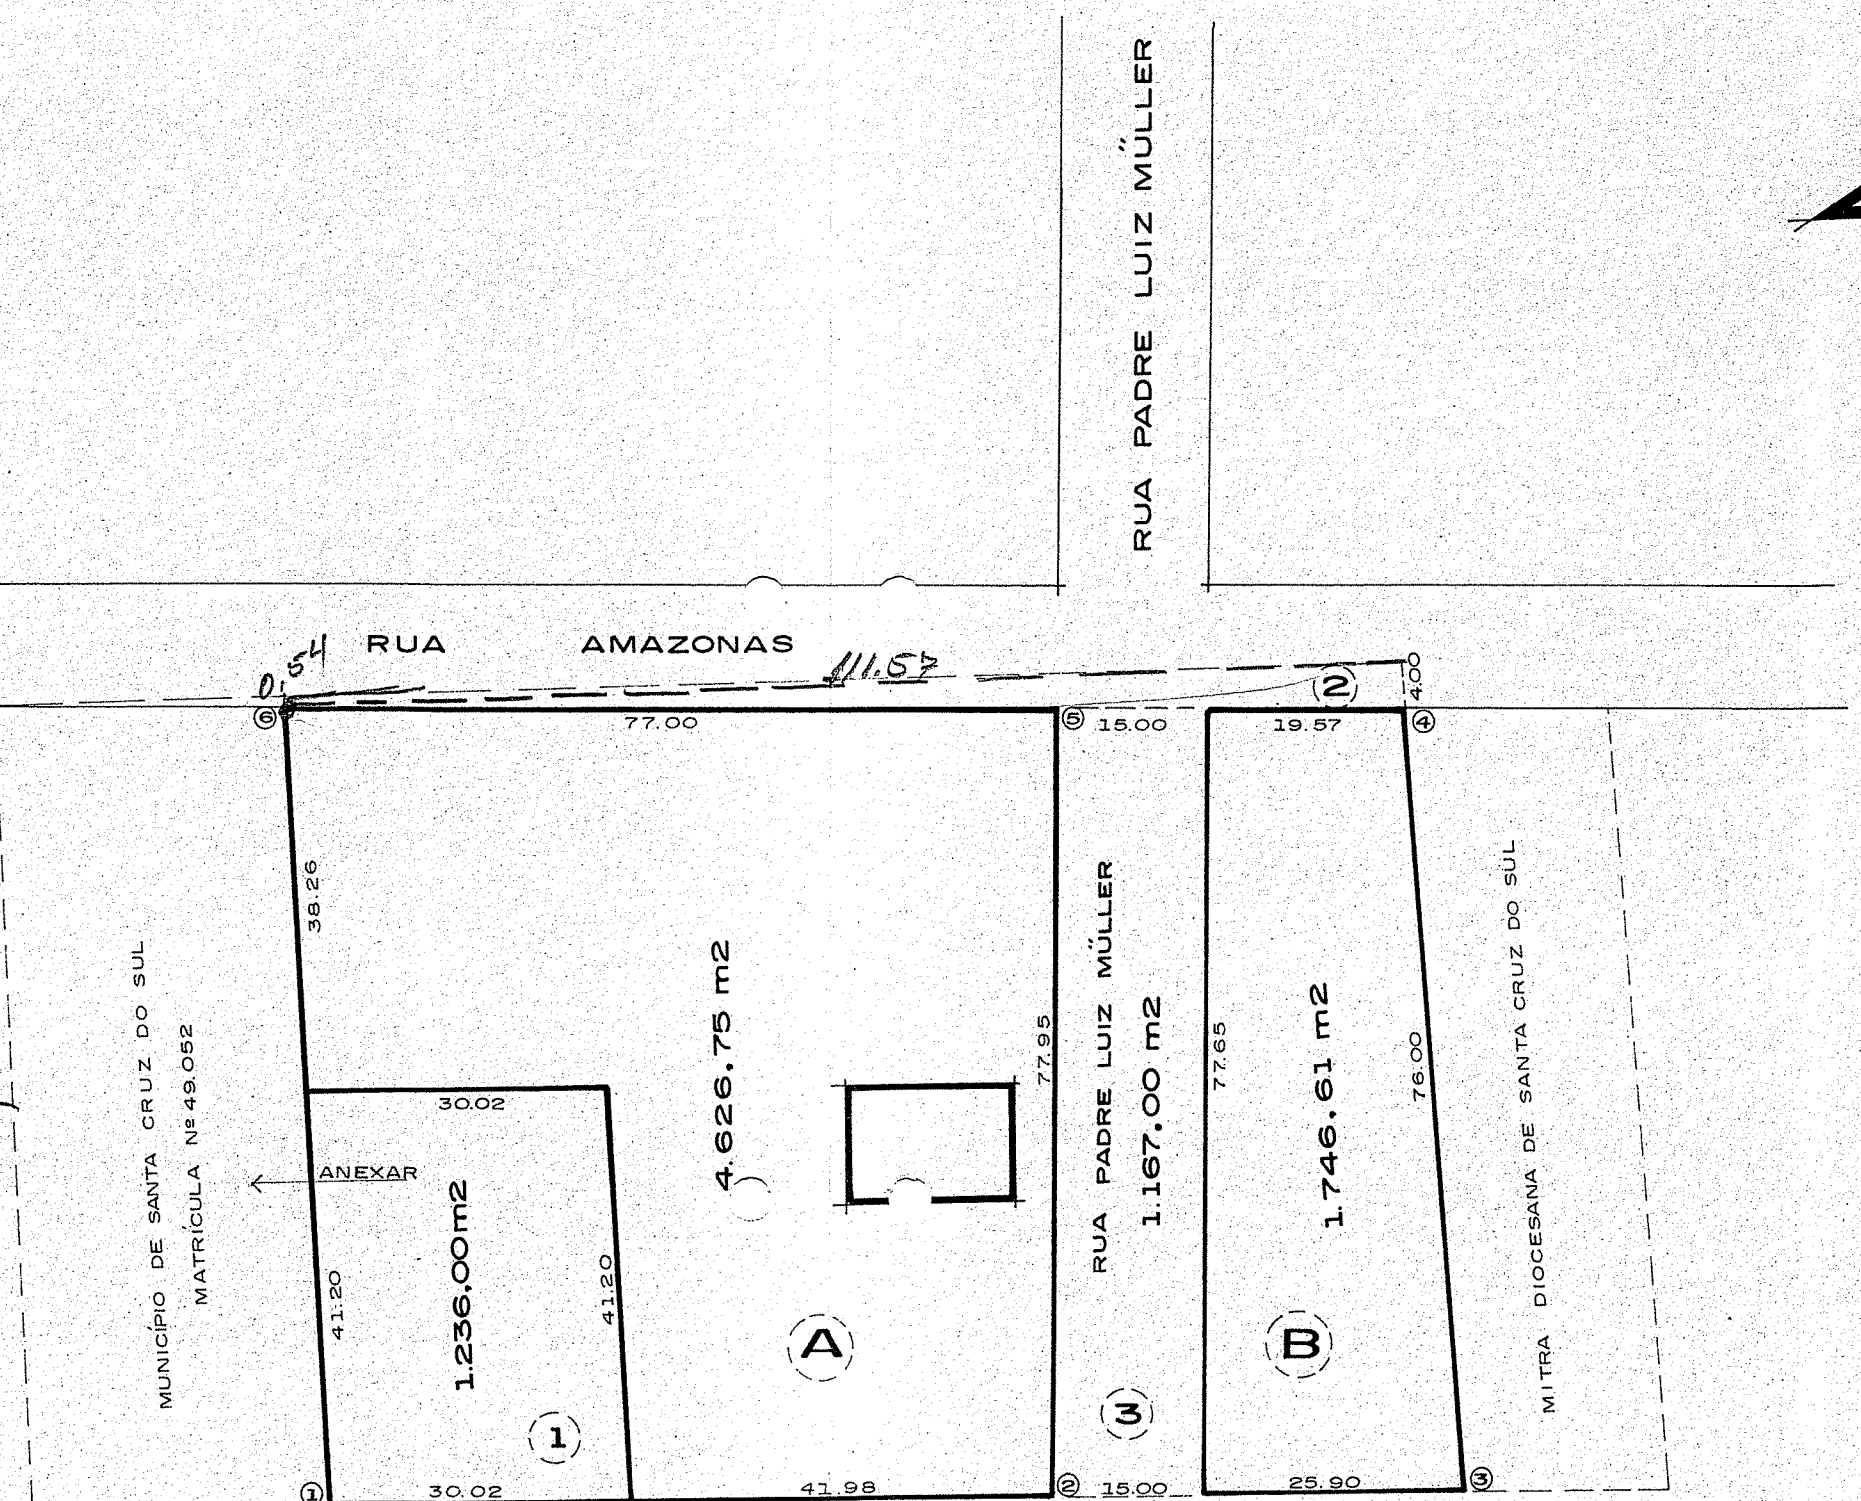 RUA PADRE LUIZ MÜLLER
RUA AMAZONAS
0,54
111.57
2
4.00
6
77.00
5
15.00
19.57
4
38.26
MUNICÍPIO DE SANTA CRUZ DO SUL
MATRÍCULA Nº 49.052
4.626.75 m2
77.95
RUA PADRE LUIZ MÜLLER
1.167.00 m2
77.65
1.746.61 m2
76.00
MITRA DIOCESANA DE SANTA CRUZ DO SUL
30.02
ANEXAR
41.20
1.236,00m2
41.20
A
B
1
3
1
30.02
41.98
2
15.00
25.90
3